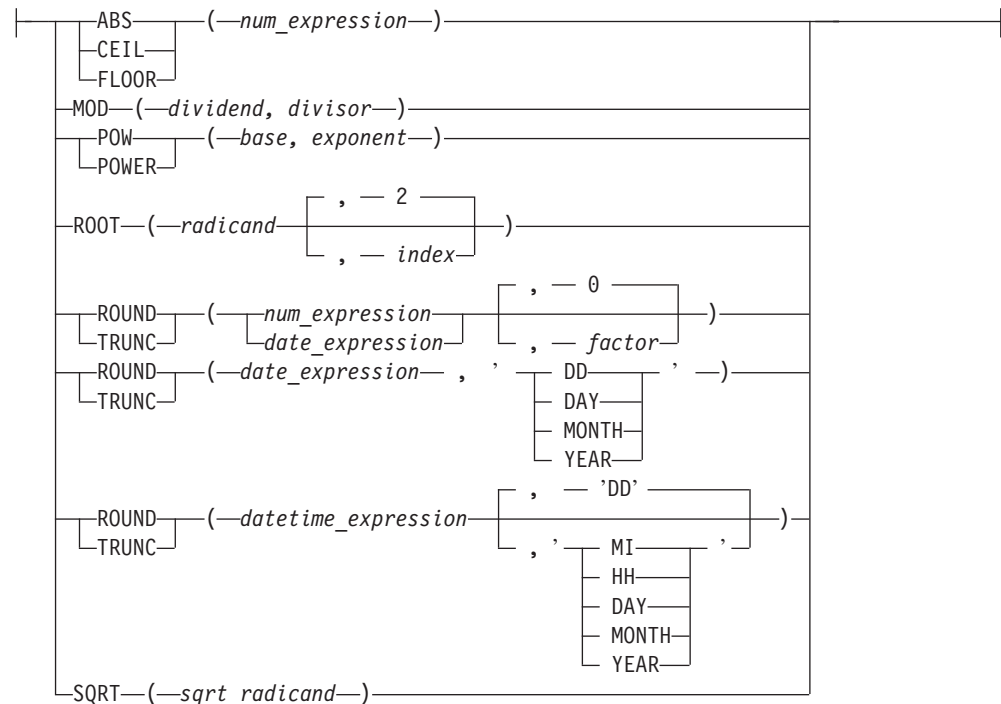 ABS ( num_expression )
CEIL
FLOOR
MOD ( dividend, divisor )
POW ( base, exponent )
POWER
, 2
ROOT ( radicand )
, index
, 0
ROUND ( num_expression )
TRUNC date_expression , factor
ROUND ( date_expression , ' DD ' )
TRUNC DAY
MONTH
YEAR
, 'DD'
ROUND ( datetime_expression )
TRUNC , ' MI '
HH
DAY
MONTH
YEAR
SQRT ( sqrt_radicand )